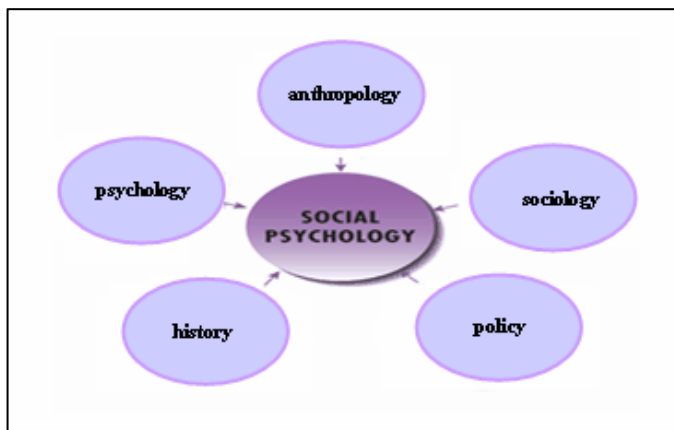 anthropology
psychology
sociology
SOCIAL
PSYCHOLOGY
history
policy